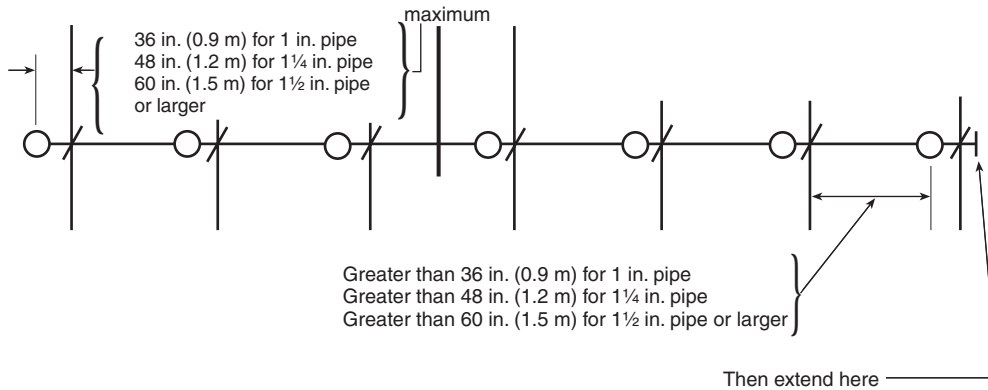 maximum
36 in. (0.9 m) for 1 in. pipe
48 in. (1.2 m) for 1¼ in. pipe
60 in. (1.5 m) for 1½ in. pipe
or larger
Greater than 36 in. (0.9 m) for 1 in. pipe
Greater than 48 in. (1.2 m) for 1¼ in. pipe
Greater than 60 in. (1.5 m) for 1½ in. pipe or larger
Then extend here